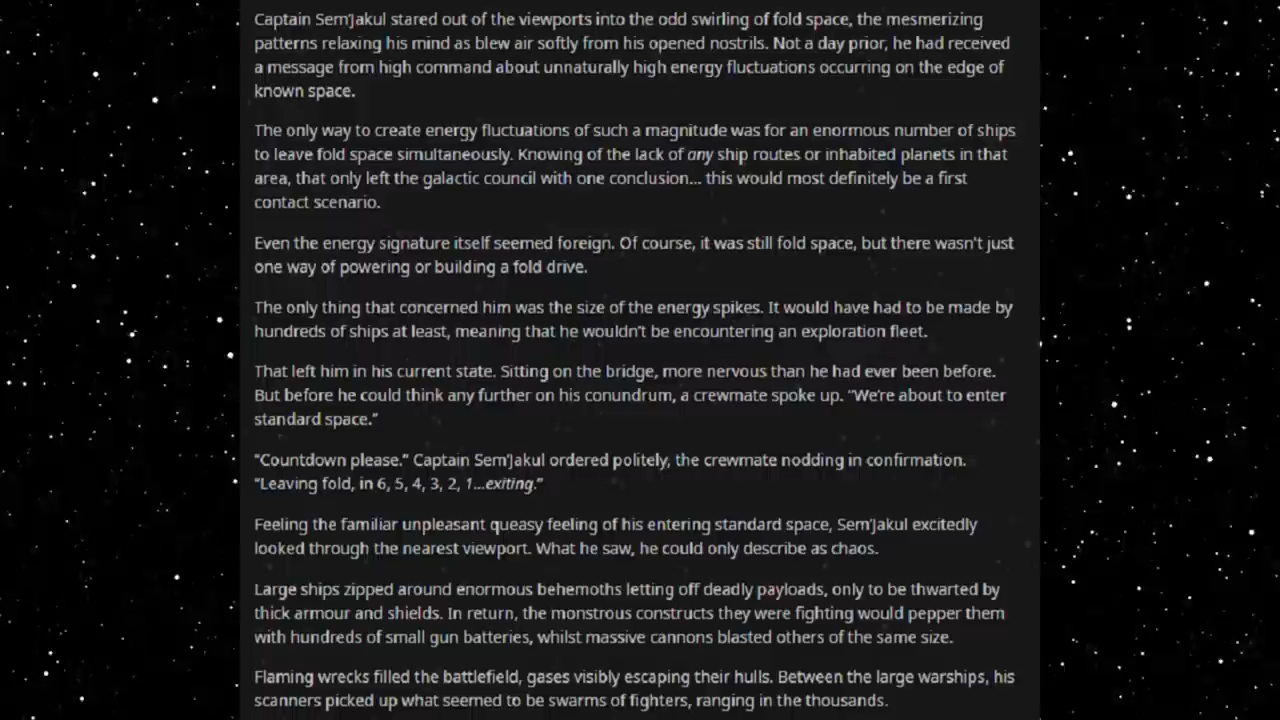 Captain Sem'Jakul stared out of the viewports into the odd swirling of fold space, the mesmerizing
patterns relaxing his mind as blew air softly from his opened nostrils. Not a day prior, he had received
a message from high command about unnaturally high energy fluctuations occurring on the edge of
known space.
The only way to create energy fluctuations of such a magnitude was for an enormous number of ships
to leave fold space simultaneously. Knowing of the lack of any ship routes or inhabited planets in that
area, that only left the galactic council with one conclusion... this would most definitely be a first
contact scenario.
Even the energy signature itself seemed foreign. Of course, it was still fold space, but there wasn't just
one way of powering or building a fold drive.
The only thing that concerned him was the size of the energy spikes. It would have had to be made by
hundreds of ships at least, meaning that he wouldn't be encountering an exploration fleet.
That left him in his current state. Sitting on the bridge, more nervous than he had ever been before.
But before he could think any further on his conundrum, a crewmate spoke up. “We're about to enter
standard space.”
“Countdown please.” Captain Sem'Jakul ordered politely, the crewmate nodding in confirmation.
“Leaving fold, in 6, 5, 4, 3, 2, 1...exiting.”
Feeling the familiar unpleasant queasy feeling of his entering standard space, Sem'Jakul excitedly
looked through the nearest viewport. What he saw, he could only describe as chaos.
Large ships zipped around enormous behemoths letting off deadly payloads, only to be thwarted by
thick armour and shields. In return, the monstrous constructs they were fighting would pepper them
with hundreds of small gun batteries, whilst massive cannons blasted others of the same size.
Flaming wrecks filled the battlefield, gases visibly escaping their hulls. Between the large warships, his
scanners picked up what seemed to be swarms of fighters, ranging in the thousands.